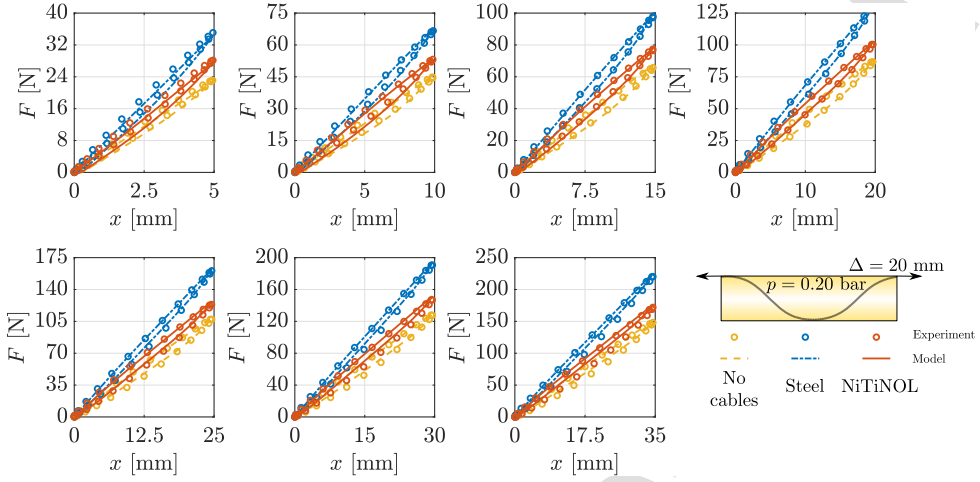 40
32
24
16
8
0
F [N]
0 2.5 5
x [mm]
75
60
45
30
15
0
F [N]
0 5 10
x [mm]
100
80
60
40
20
0
F [N]
0 7.5 15
x [mm]
125
100
75
50
25
0
F [N]
0 10 20
x [mm]
175
140
105
70
35
0
F [N]
0 12.5 25
x [mm]
200
160
120
80
40
0
F [N]
0 10 20 30
x [mm]
250
200
150
100
50
0
F [N]
0 17.5 35
x [mm]
Δ = 20 mm
p = 0.20 bar
Experiment
Model
No
cables
Steel
NiTiNOL